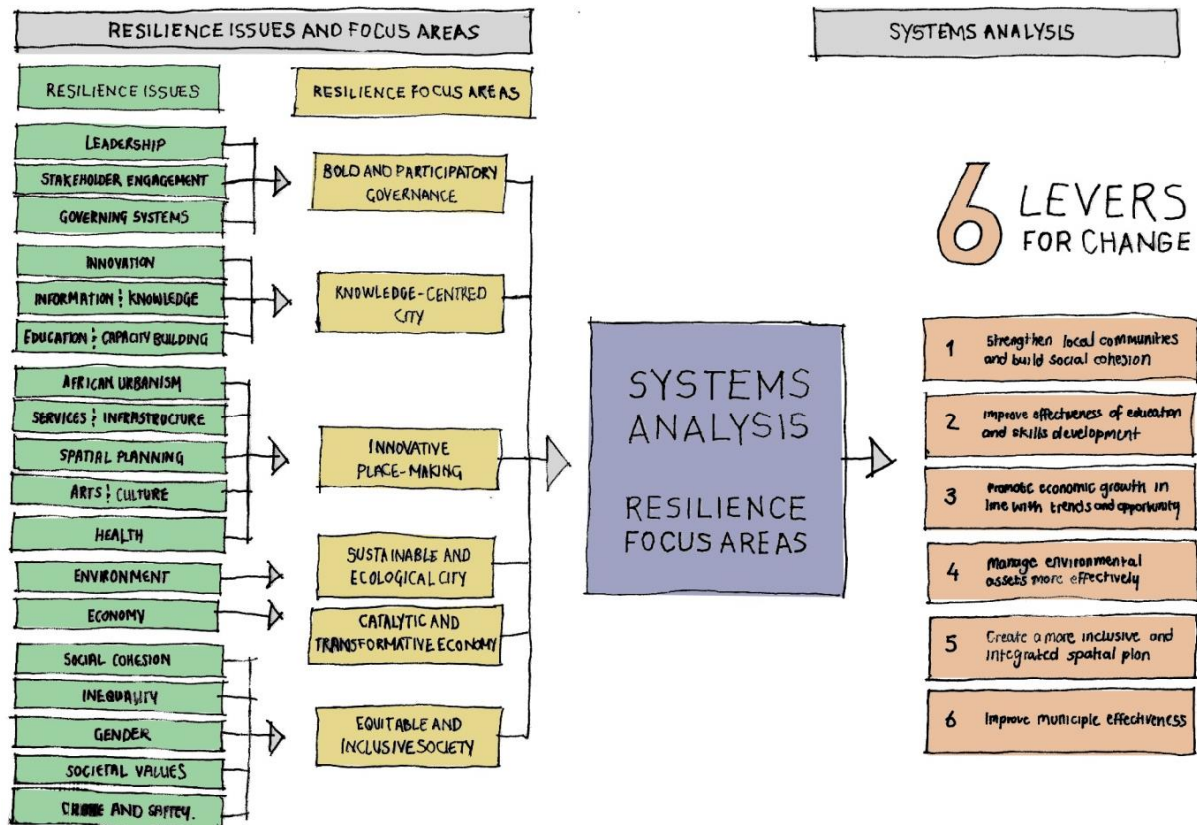 RESILIENCE ISSUES AND FOCUS AREAS
SYSTEMS ANALYSIS
RESILIENCE ISSUES
RESILIENCE FOCUS AREAS
LEADERSHIP
STAKEHOLDER ENGAGEMENT
GOVERNING SYSTEMS
INNOVATION
INFORMATION & KNOWLEDGE
EDUCATION & CAPACITY BUILDING
AFRICAN URBANISM
SERVICES & INFRASTRUCTURE
SPATIAL PLANNING
ARTS & CULTURE
HEALTH
ENVIRONMENT
ECONOMY
SOCIAL COHESION
INEQUALITY
GENDER
SOCIETAL VALUES
CRIME AND SAFTEY.
BOLD AND PARTICIPATORY
GOVERNANCE
KNOWLEDGE-CENTRED
CITY
INNOVATIVE
PLACE-MAKING
SUSTAINABLE AND
ECOLOGICAL CITY
CATALYTIC AND
TRANSFORMATIVE ECONOMY
EQUITABLE AND
INCLUSIVE SOCIETY
SYSTEMS
ANALYSIS
RESILIENCE
FOCUS AREAS
6 LEVERS
FOR CHANGE
1 Strengthen local communities
and build social cohesion
2 Improve effectiveness of education
and skills development
3 Promotic economic growth in
line with trends and opportunity
4 Manage environmental
assets more effectively
5 Create a more inclusive and
integrated spatial plan
6 Improve municiple effectiveness